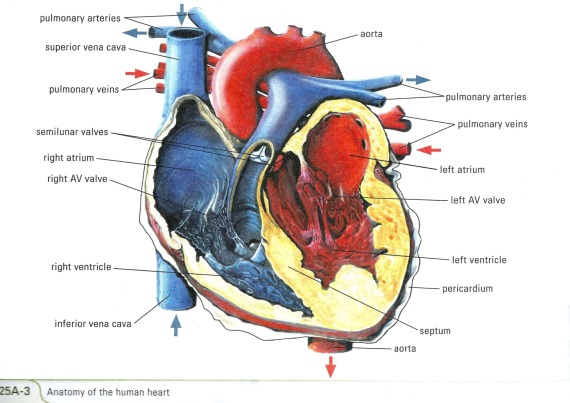 pulmonary arteries
superior vena cava
pulmonary veins
semilunar valves
right atrium
right AV valve
right ventricle
inferior vena cava
aorta
pulmonary arteries
pulmonary veins
left atrium
left AV valve
left ventricle
pericardium
septum
aorta
25A-3 Anatomy of the human heart